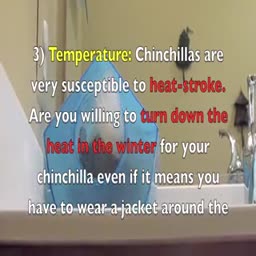 3) Temperature: Chinchillas are
very susceptible to heat-stroke.
Are you willing to turn down the
heat in the winter for your
chinchilla even if it means you
have to wear a jacket around the